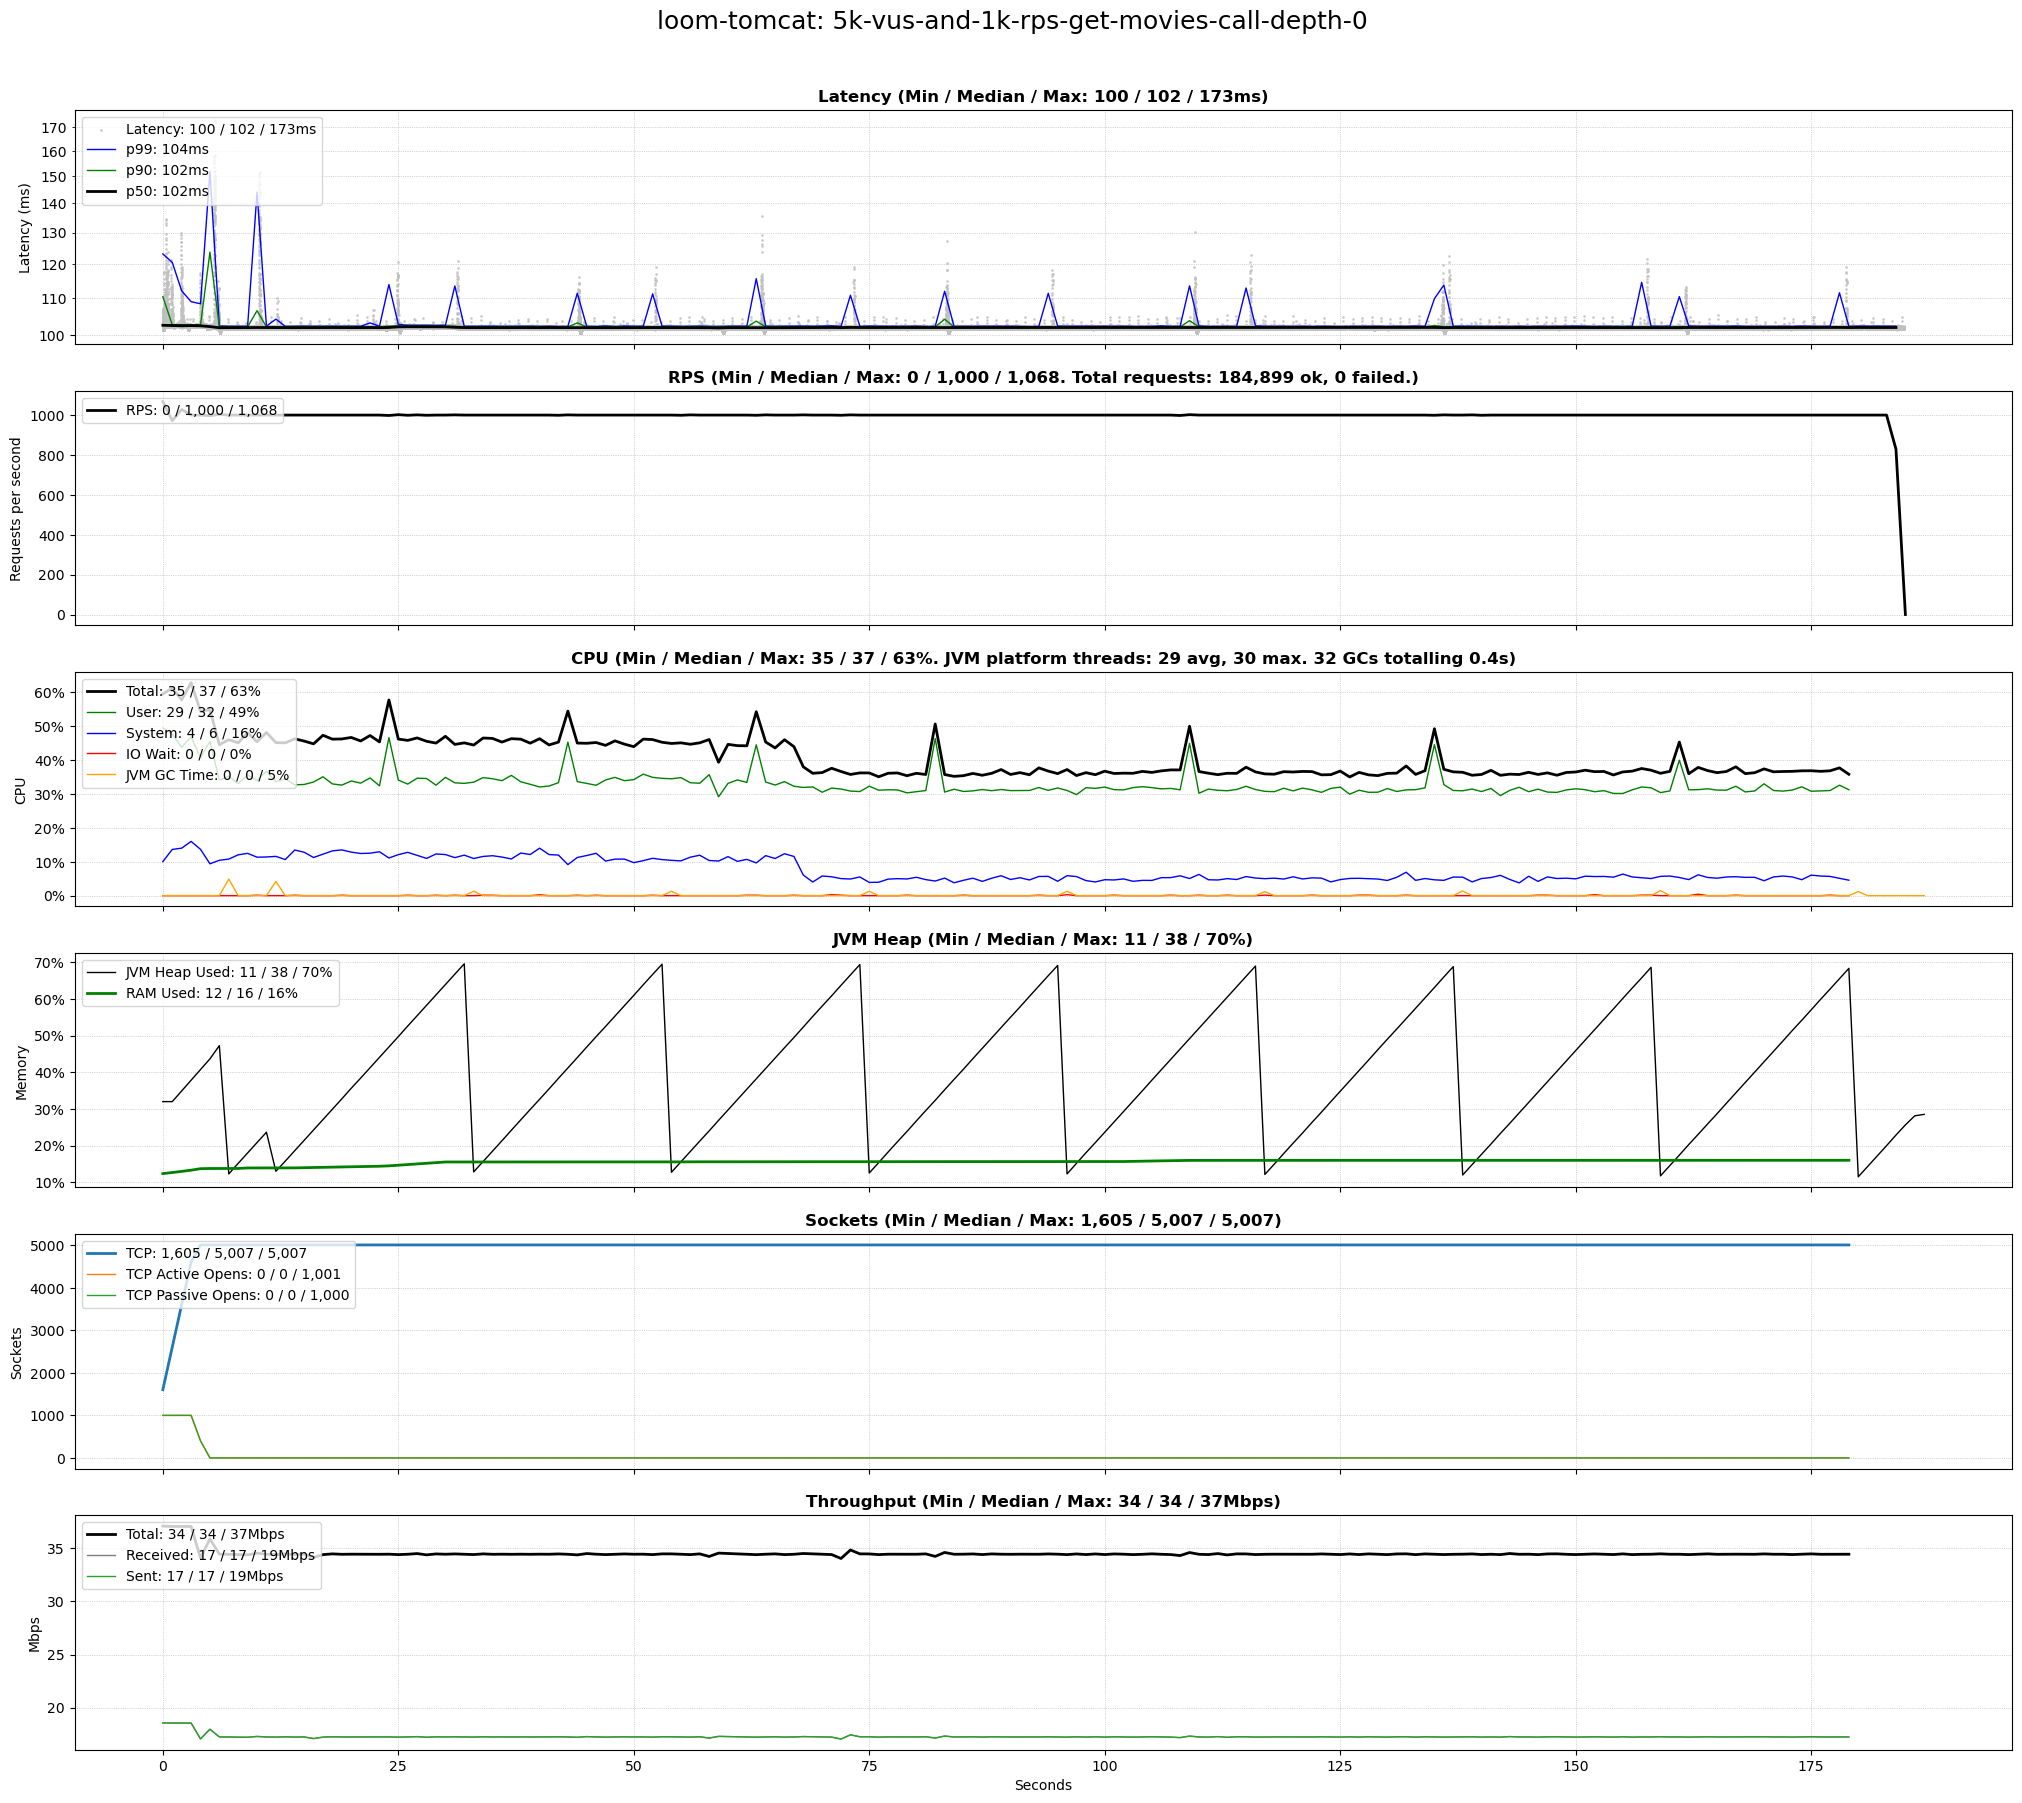 loom-tomcat: 5k-vus-and-1k-rps-get-movies-call-depth-0
Latency (Min / Median / Max: 100 / 102 / 173ms)
Latency (ms)
170
160
150
140
130
120
110
100
Latency: 100 / 102 / 173ms
p99: 104ms
p90: 102ms
p50: 102ms
RPS (Min / Median / Max: 0 / 1,000 / 1,068. Total requests: 184,899 ok, 0 failed.)
Requests per second
1000
800
600
400
200
0
RPS: 0 / 1,000 / 1,068
CPU (Min / Median / Max: 35 / 37 / 63%. JVM platform threads: 29 avg, 30 max. 32 GCs totalling 0.4s)
CPU
60%
50%
40%
30%
20%
10%
0%
Total: 35 / 37 / 63%
User: 29 / 32 / 49%
System: 4 / 6 / 16%
IO Wait: 0 / 0 / 0%
JVM GC Time: 0 / 0 / 5%
JVM Heap (Min / Median / Max: 11 / 38 / 70%)
Memory
70%
60%
50%
40%
30%
20%
10%
JVM Heap Used: 11 / 38 / 70%
RAM Used: 12 / 16 / 16%
Sockets (Min / Median / Max: 1,605 / 5,007 / 5,007)
Sockets
5000
4000
3000
2000
1000
0
TCP: 1,605 / 5,007 / 5,007
TCP Active Opens: 0 / 0 / 1,001
TCP Passive Opens: 0 / 0 / 1,000
Throughput (Min / Median / Max: 34 / 34 / 37Mbps)
Mbps
35
30
25
20
Total: 34 / 34 / 37Mbps
Received: 17 / 17 / 19Mbps
Sent: 17 / 17 / 19Mbps
0 25 50 75 100 125 150 175
Seconds